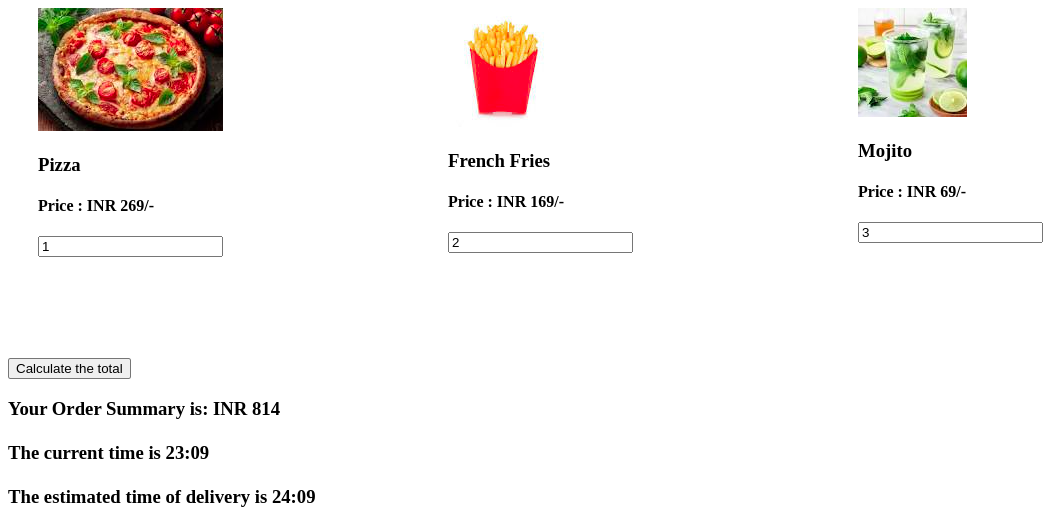 Pizza
Price : INR 269/-
1
French Fries
Price : INR 169/-
2
Mojito
Price : INR 69/-
3
Calculate the total
Your Order Summary is: INR 814
The current time is 23:09
The estimated time of delivery is 24:09